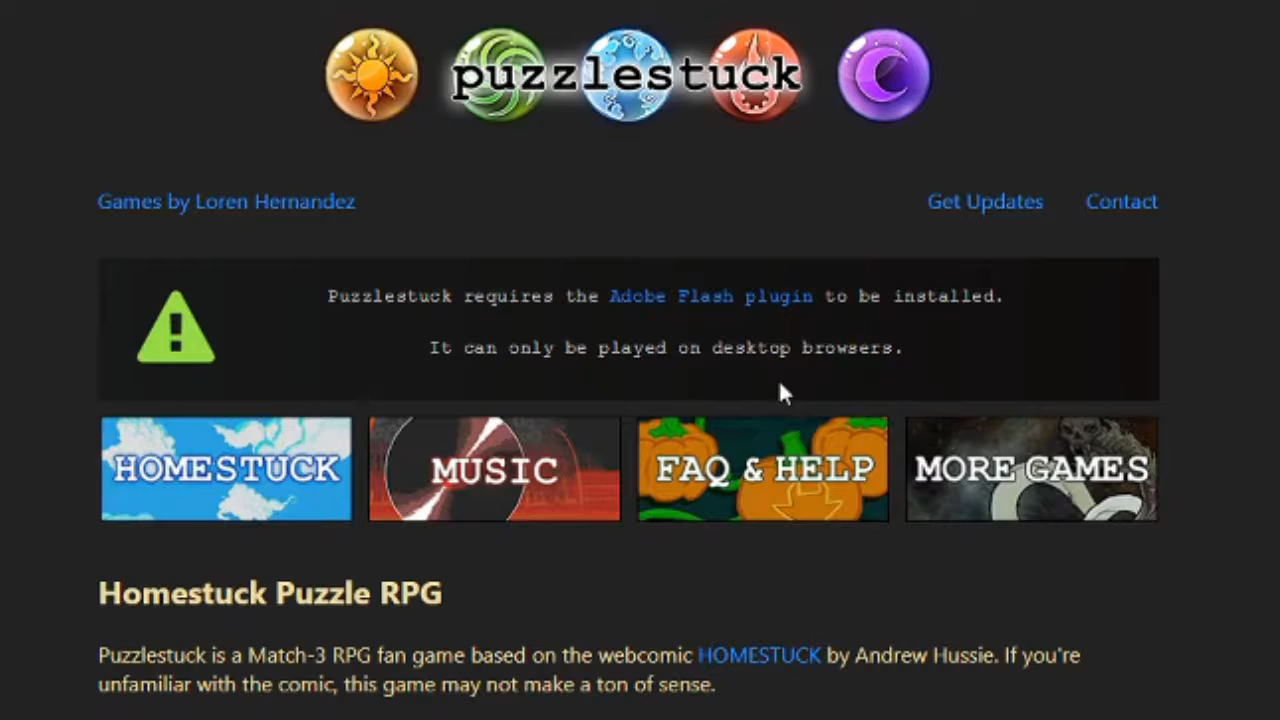 puzzlestuck
Games by Loren Hernandez
Get Updates
Contact
Puzzlestuck requires the Adobe Flash plugin to be installed.
It can only be played on desktop browsers.
HOMESTUCK
MUSIC
FAQ & HELP
MORE GAMES
Homestuck Puzzle RPG
Puzzlestuck is a Match-3 RPG fan game based on the webcomic HOMESTUCK by Andrew Hussie. If you're
unfamiliar with the comic, this game may not make a ton of sense.